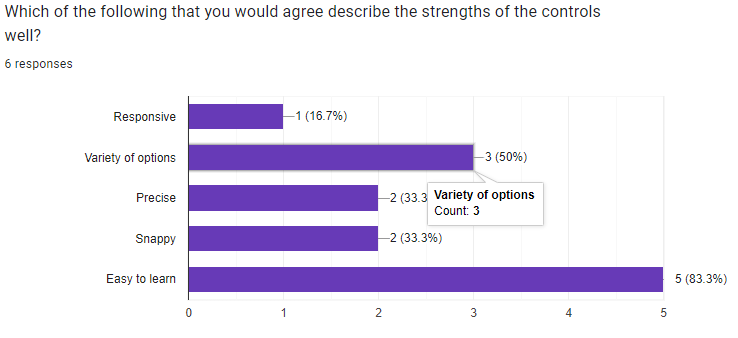 Which of the following that you would agree describe the strengths of the controls
well?
6 responses
Responsive
1 (16.7%)
Variety of options
3 (50%)
Precise
2 (33.3
Variety of options
Count: 3
Snappy
2 (33.3%)
Easy to learn
5 (83.3%)
0 1 2 3 4 5